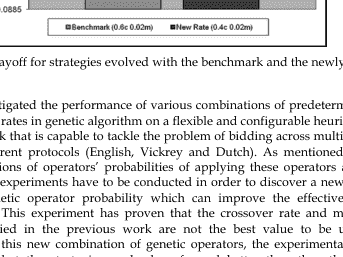 0.0885
Benchmark (0.6c 0.02m) New Rate (0.4c 0.02m)
ayoff for strategies evolved with the benchmark and the newly
tigated the performance of various combinations of predeterm
rates in genetic algorithm on a flexible and configurable heuri
k that is capable to tackle the problem of bidding across multi
rent protocols (English, Vickrey and Dutch). As mentioned
ions of operators' probabilities of applying these operators
experiments have to be conducted in order to discover a new
netic operator probability which can improve the effective
This experiment has proven that the crossover rate and m
ied in the previous work are not the best value to be u
this new combination of genetic operators, the experimenta